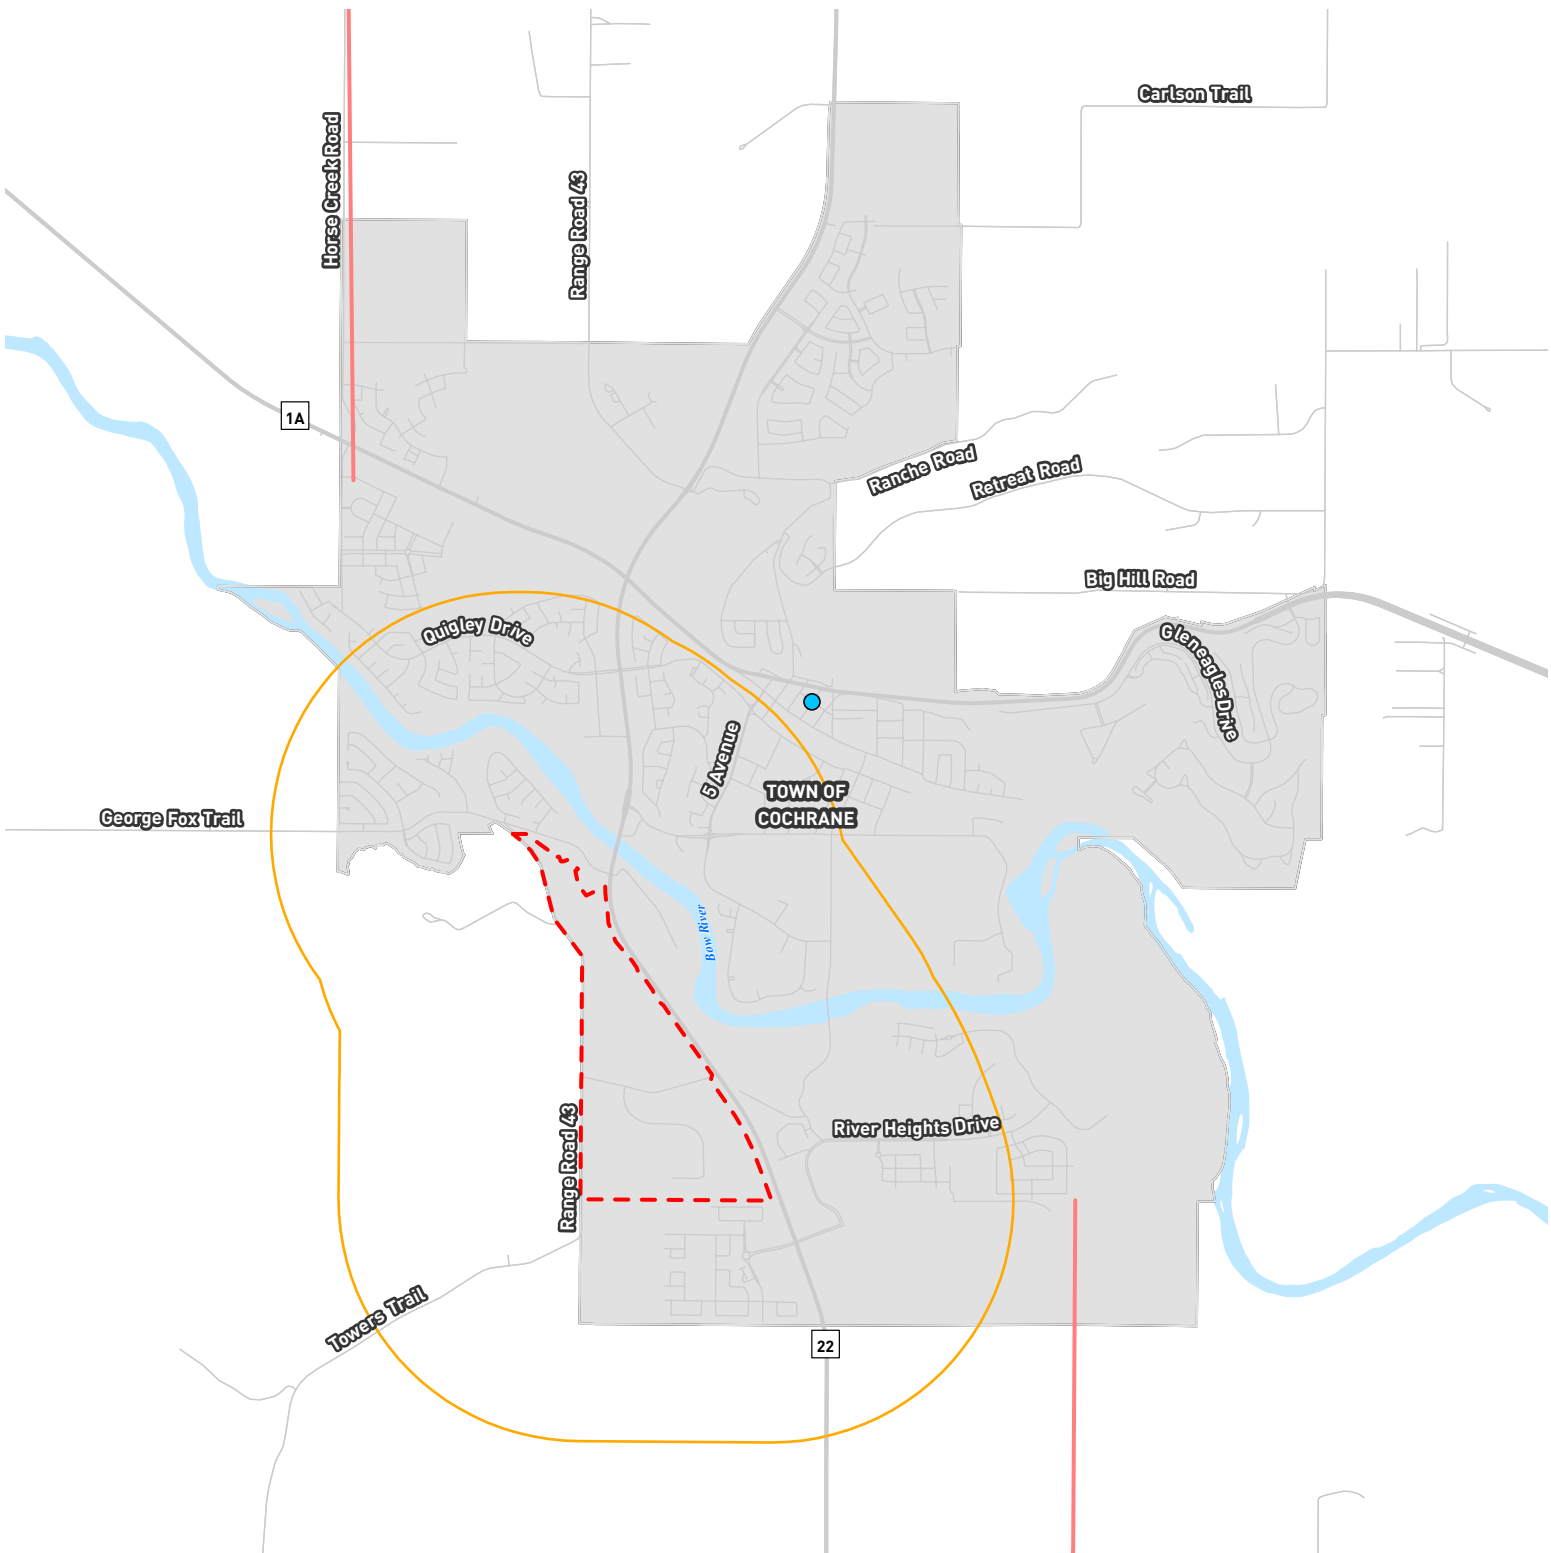 Carlson Trail
Horse Creek Road
Range Road 43
1A
Ranche Road
Retreat Road
Big Hill Road
Quigley Drive
Gleneagles Drive
5 Avenue
TOWN OF
COCHRANE
George Fox Trail
Bow River
River Heights Drive
Range Road 43
Towers Trail
22